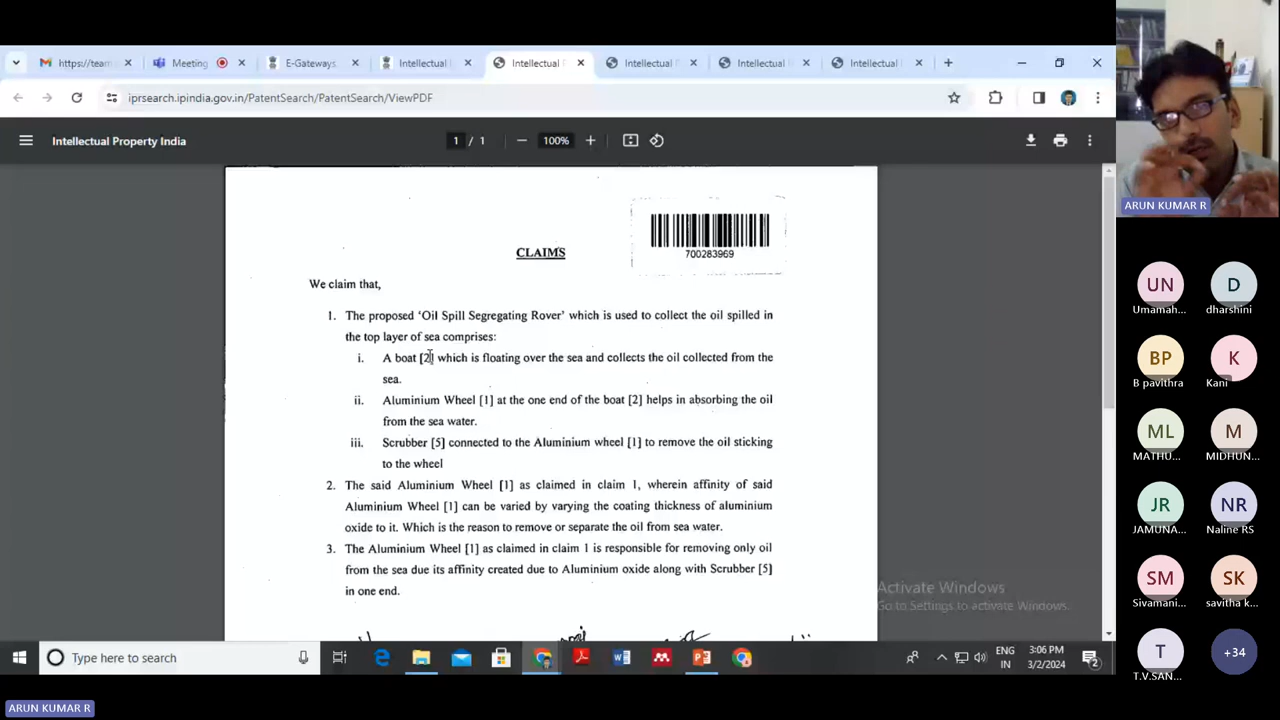 https://team
Meeting
E-Gateways.
Intellectual
Intellectual P
Intellectual P
Intellectual
Intellectual
iprsearch.ipindia.gov.in/PatentSearch/PatentSearch/ViewPDF
Intellectual Property India
1 / 1
100%
700283969
CLAIMS
We claim that,
1. The proposed ‘Oil Spill Segregating Rover’ which is used to collect the oil spilled in
the top layer of sea comprises:
i. A boat [2] which is floating over the sea and collects the oil collected from the
sea.
ii. Aluminium Wheel [1] at the one end of the boat [2] helps in absorbing the oil
from the sea water.
iii. Scrubber [5] connected to the Aluminium wheel [1] to remove the oil sticking
to the wheel
2. The said Aluminium Wheel [1] as claimed in claim 1, wherein affinity of said
Aluminium Wheel [1] can be varied by varying the coating thickness of aluminium
oxide to it. Which is the reason to remove or separate the oil from sea water.
3. The Aluminium Wheel [1] as claimed in claim 1 is responsible for removing only oil
from the sea due its affinity created due to Aluminium oxide along with Scrubber [5]
in one end.
Activate Windows
Go to Settings to activate Windows.
Type here to search
ENG
IN
3:06 PM
3/2/2024
2
ARUN KUMAR R
ARUN KUMAR R
UN
Umamah...
D
dharshini
BP
B pavithra
K
Kani
ML
MATHU...
M
MIDHUN...
JR
JAMUNA...
NR
Naline RS
SM
Sivamani...
SK
savitha k...
T
T.V.SAN...
+34